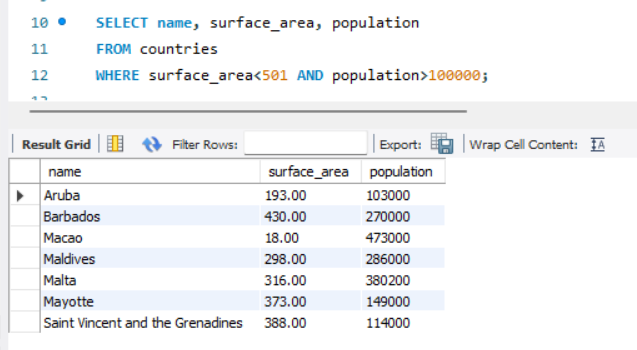 10 SELECT name, surface_area, population
11 FROM countries
12 WHERE surface_area<501 AND population>100000;
Result Grid Filter Rows: Export: Wrap Cell Content: IA
name surface_area population
Aruba 193.00 103000
Barbados 430.00 270000
Macao 18.00 473000
Maldives 298.00 286000
Malta 316.00 380200
Mayotte 373.00 149000
Saint Vincent and the Grenadines 388.00 114000